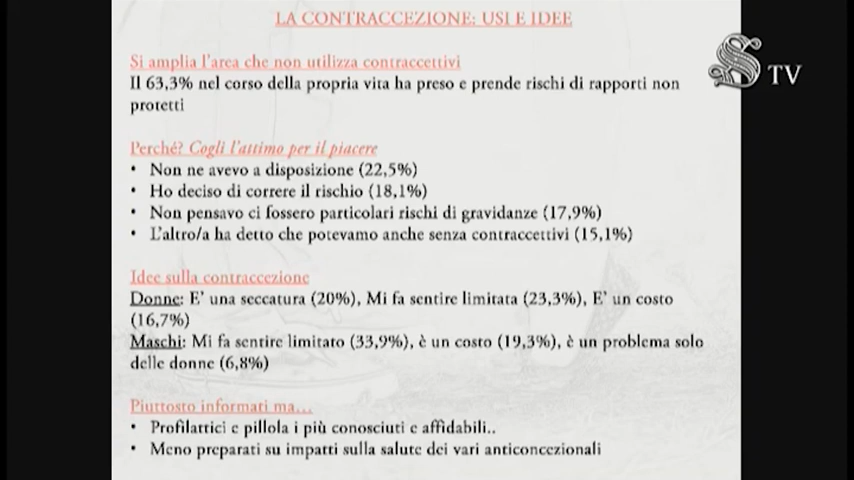 LA CONTRACCEZIONE: USI E IDEE
Si amplia l'area che non utilizza contraccettivi
Il 63,3% nel corso della propria vita ha preso e prende rischi di rapporti non
protetti
Perché? Cogli l'attimo per il piacere
• Non ne avevo a disposizione (22,5%)
• Ho deciso di correre il rischio (18,1%)
• Non pensavo ci fossero particolari rischi di gravidanze (17,9%)
• L'altro/a ha detto che potevamo anche senza contraccettivi (15,1%)
Idee sulla contraccezione
Donne: E' una seccatura (20%), Mi fa sentire limitata (23,3%), E' un costo
(16,7%)
Maschi: Mi fa sentire limitato (33,9%), è un costo (19,3%), è un problema solo
delle donne (6,8%)
Piuttosto informati ma...
• Profilattici e pillola i più conosciuti e affidabili..
• Meno preparati su impatti sulla salute dei vari anticoncezionali
S TV